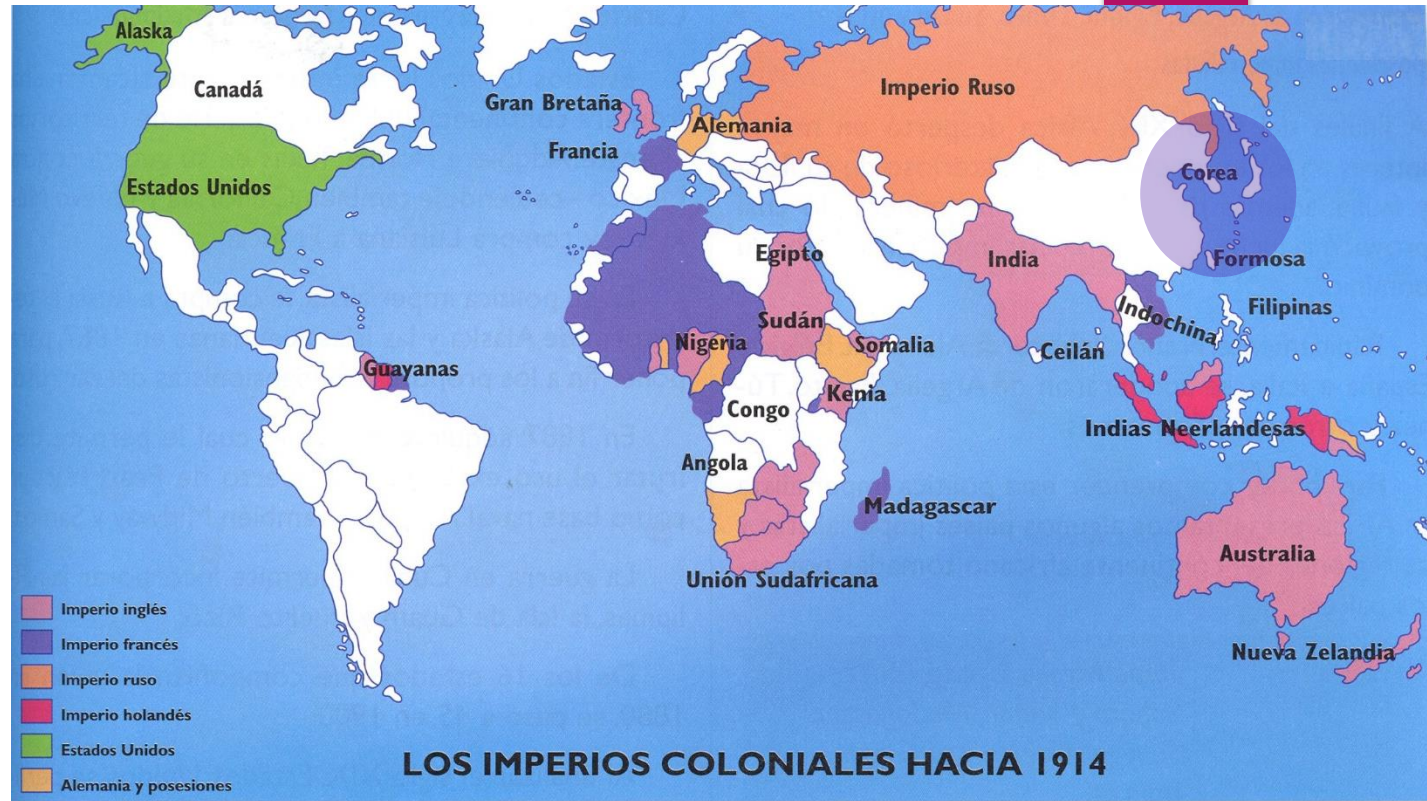 Alaska
Canadá
Estados Unidos
Gran Bretaña
Francia
Alemania
Imperio Ruso
Corea
Formosa
Egipto
India
Filipinas
Indochina
Sudán
Nigeria
Somalia
Ceilán
Guayanas
Kenia
Congo
Indias Neerlandesas
Angola
Madagascar
Australia
Unión Sudafricana
Nueva Zelandia
Imperio inglés
Imperio francés
Imperio ruso
Imperio holandés
Estados Unidos
Alemania y posesiones
LOS IMPERIOS COLONIALES HACIA 1914